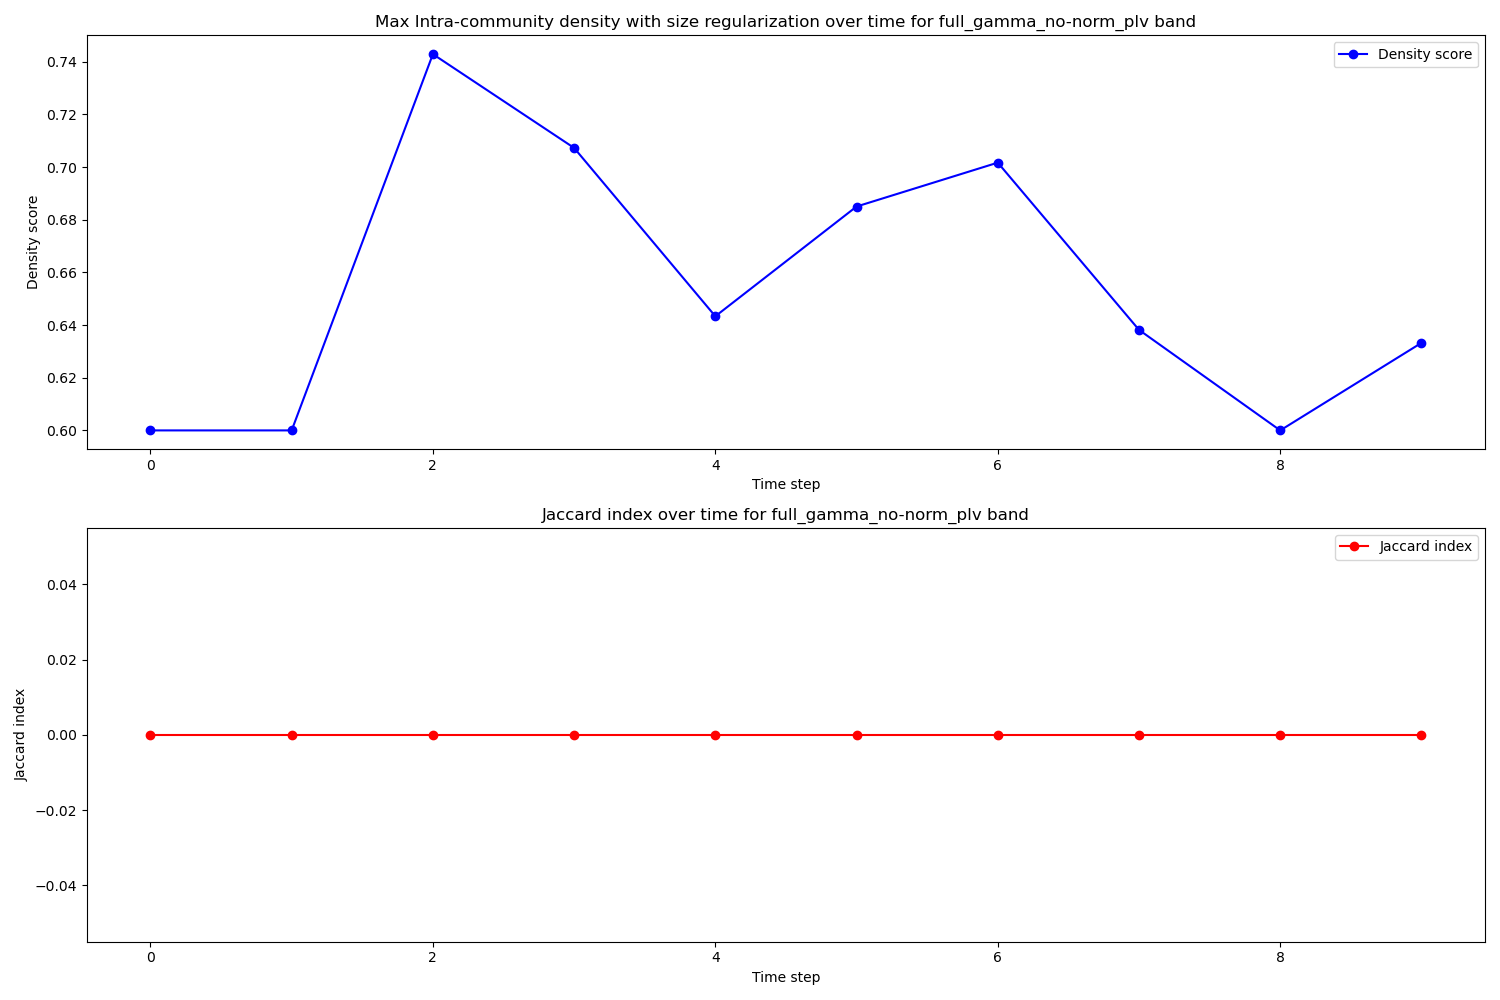 Max Intra-community density with size regularization over time for full_gamma_no-norm_plv band
Density score
0.74
0.72
0.70
0.68
0.66
0.64
0.62
0.60
Density score
0 2 4 6 8
Time step
Jaccard index over time for full_gamma_no-norm_plv band
Jaccard index
0.04
0.02
0.00
−0.02
−0.04
Jaccard index
0 2 4 6 8
Time step